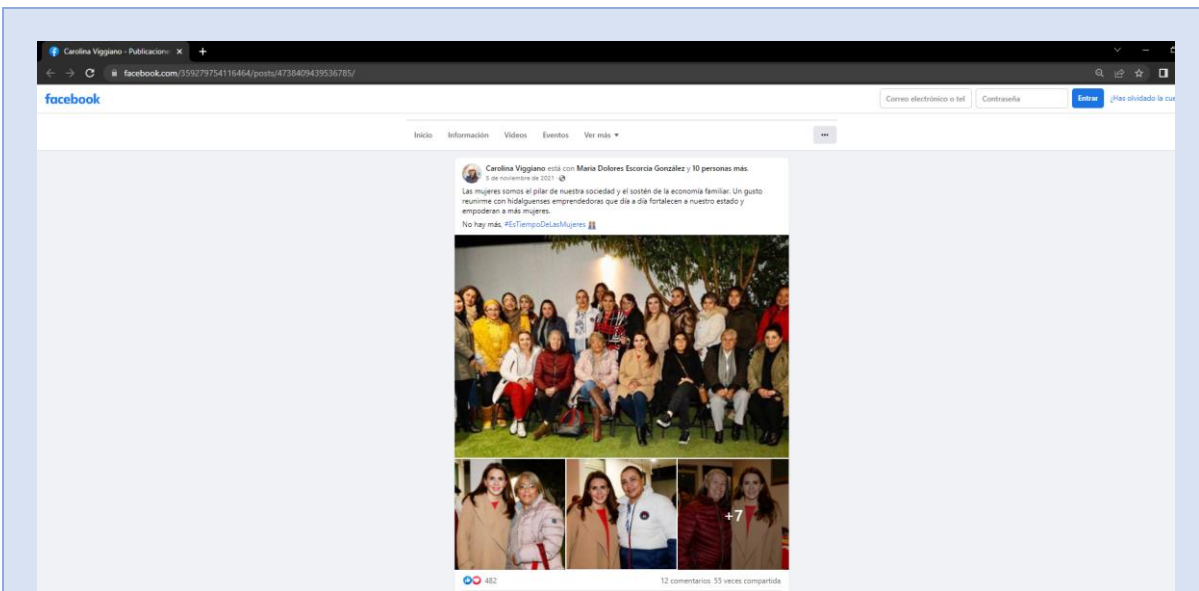 Carolina Viggiano - Publicacione
facebook.com/359279754116464/posts/4738409439536785/
facebook
Correo electrónico o tel
Contraseña
Entrar
¿Has olvidado la cue
Inicio Información Videos Eventos Ver más
Carolina Viggiano está con Maria Dolores Escorcia González y 10 personas más.
5 de noviembre de 2021
Las mujeres somos el pilar de nuestra sociedad y el sostén de la economía familiar. Un gusto
reunirme con hidalguenses emprendedoras que día a día fortalecen a nuestro estado y
empoderan a más mujeres.
No hay más, #EsTiempoDeLasMujeres
+7
482
12 comentarios 55 veces compartida